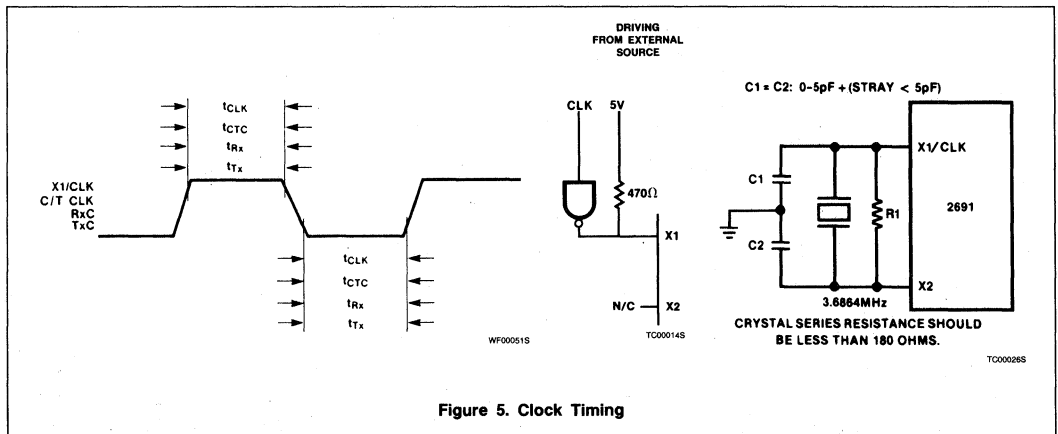 tCLK
tCTC
tRx
tTx
X1/CLK
C/T CLK
RxC
TxC
tCLK
tCTC
tRx
tTx
WF00051S
DRIVING
FROM EXTERNAL
SOURCE
CLK 5V
470Ω
X1
N/C X2
TC00014S
C1 = C2: 0-5pF + (STRAY < 5pF)
X1/CLK
C1
R1
2691
C2
X2
3.6864MHz
CRYSTAL SERIES RESISTANCE SHOULD
BE LESS THAN 180 OHMS.
TC00026S
Figure 5. Clock Timing